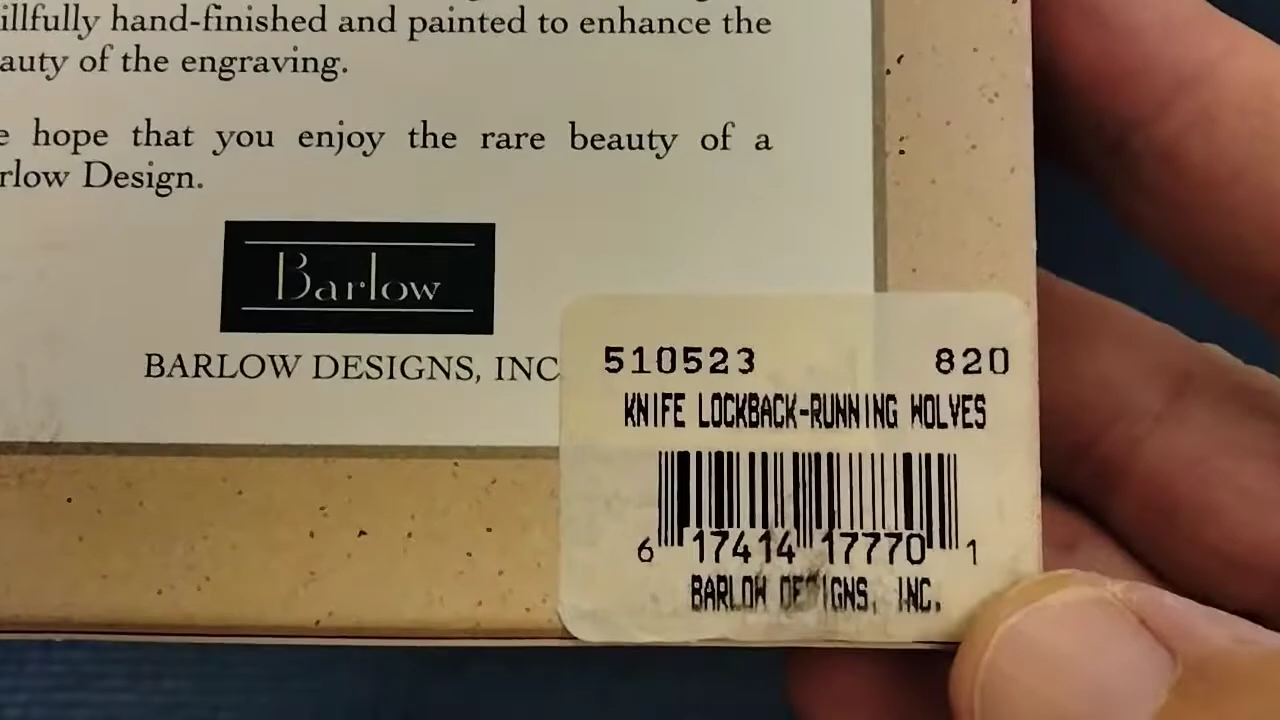 illfully hand-finished and painted to enhance the
auty of the engraving.
e hope that you enjoy the rare beauty of a
rlow Design.
Barlow
BARLOW DESIGNS, INC
510523 820
KNIFE LOCKBACK-RUNNING WOLVES
6 17414 17770 1
BARLOW DESIGNS, INC.